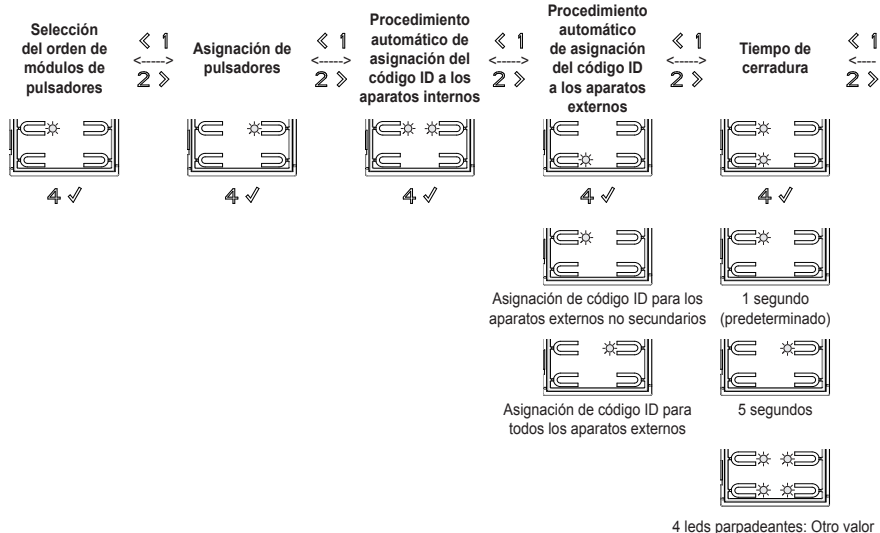 Selección
del orden de
módulos de
pulsadores
« 1
<----->
2 »
Asignación de
pulsadores
« 1
<----->
2 »
Procedimiento
automático de
asignación del
código ID a los
aparatos internos
« 1
<----->
2 »
Procedimiento
automático
de asignación
del código ID
a los aparatos
externos
« 1
<----->
2 »
Tiempo de
cerradura
« 1
<----
2 »
4 ✓
4 ✓
4 ✓
4 ✓
4 ✓
Asignación de código ID para los
aparatos externos no secundarios
1 segundo
(predeterminado)
Asignación de código ID para
todos los aparatos externos
5 segundos
4 leds parpadeantes: Otro valor